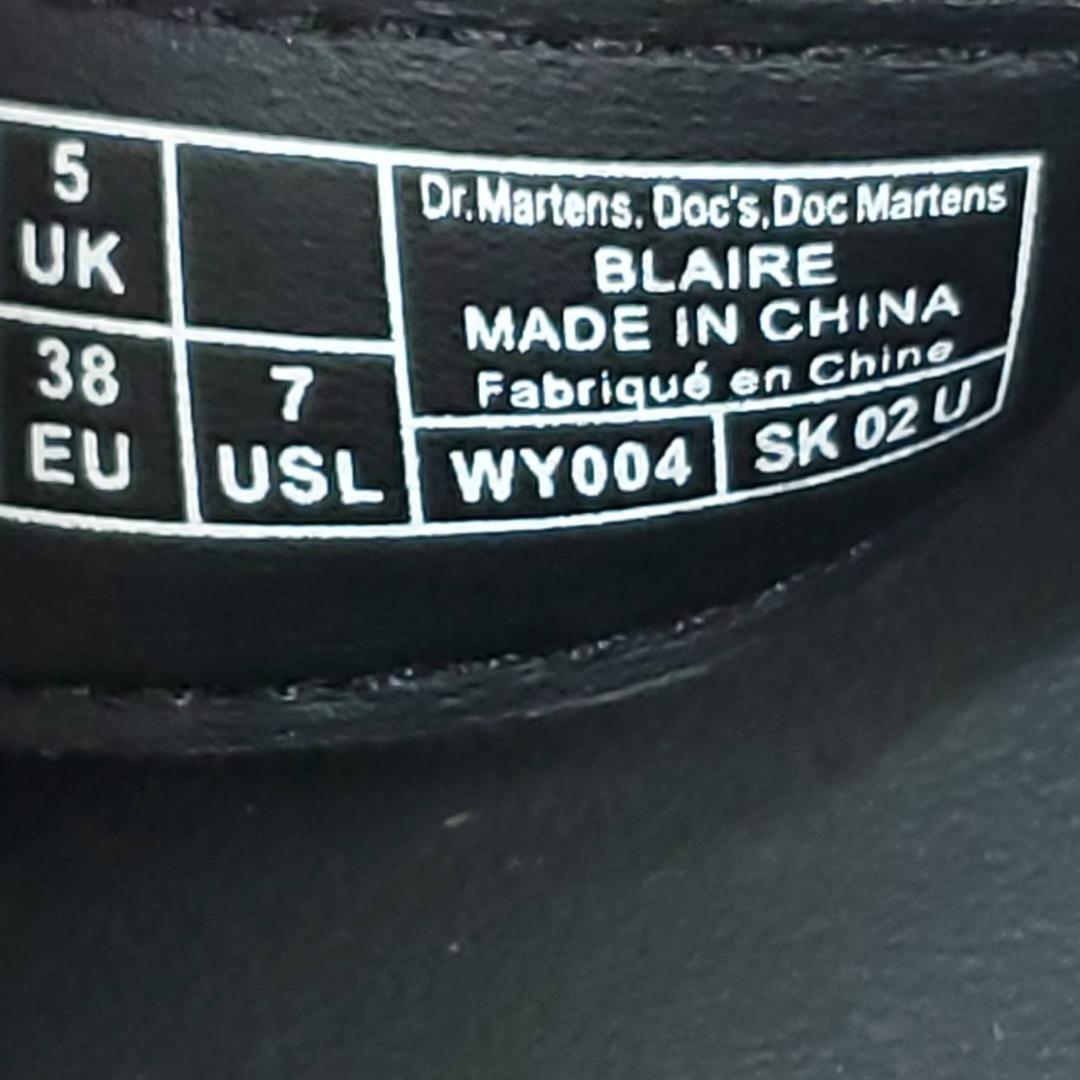 5
UK
38
EU
7
USL
Dr.Martens, Doc's, Doc Martens
BLAIRE
MADE IN CHINA
Fabriqué en Chine
WY004
SK 02 U